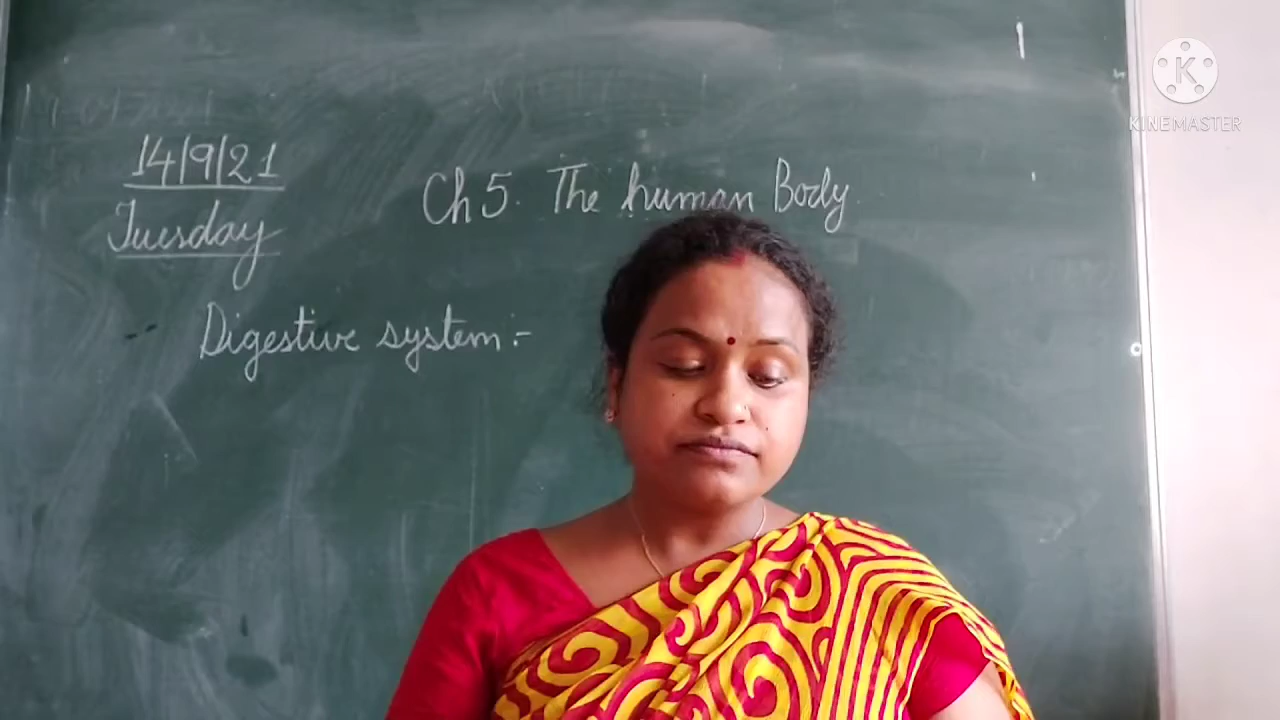 14/9/21
Tuesday
Ch 5. The human Body
Digestive system:-
KINEMASTER